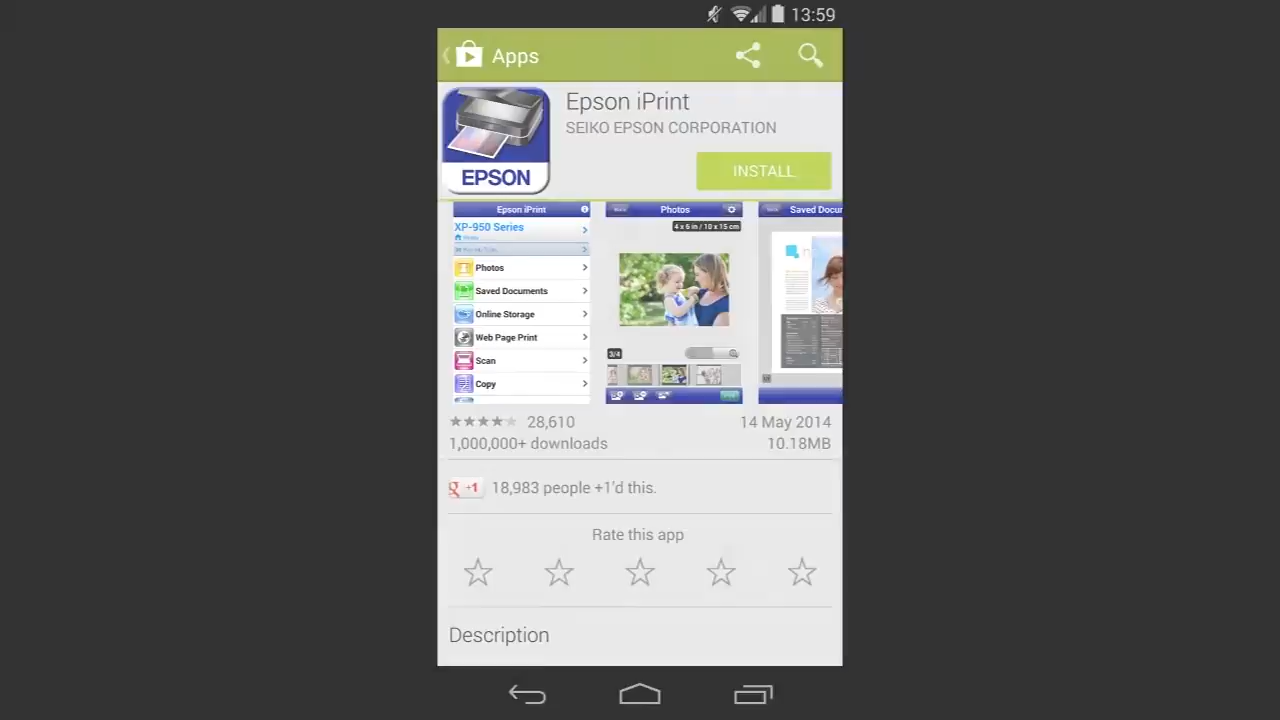 13:59
Apps
Epson iPrint
SEIKO EPSON CORPORATION
INSTALL
EPSON
Epson iPrint
XP-950 Series
Photos
Saved Documents
Online Storage
Web Page Print
Scan
Copy
Photos
4 x 6 in / 10 x 15 cm
3/4
Saved Docu
28,610
14 May 2014
1,000,000+ downloads
10.18MB
g +1
18,983 people +1'd this.
Rate this app
Description